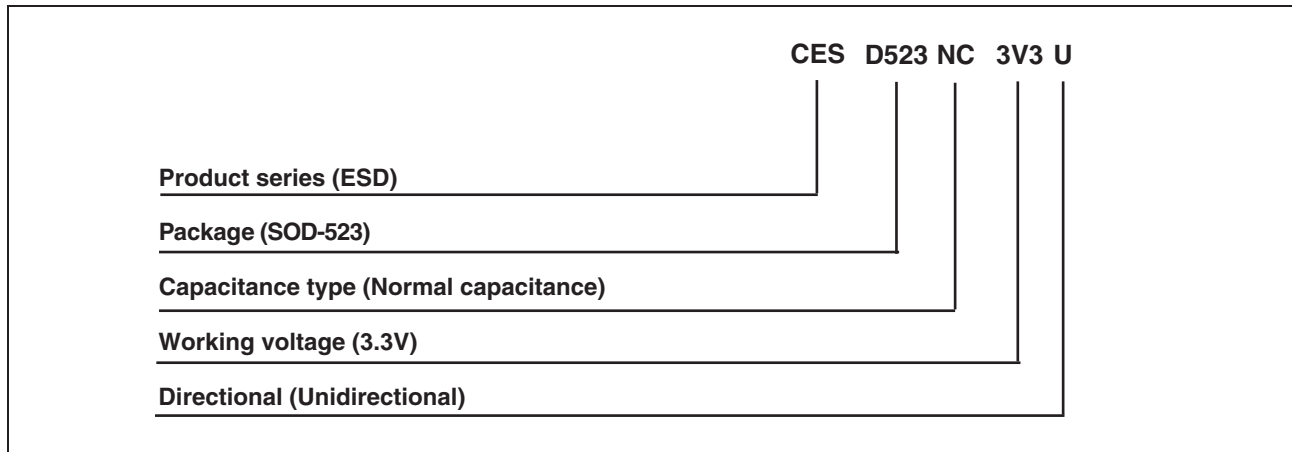 CES D523 NC 3V3 U
Product series (ESD)
Package (SOD-523)
Capacitance type (Normal capacitance)
Working voltage (3.3V)
Directional (Unidirectional)